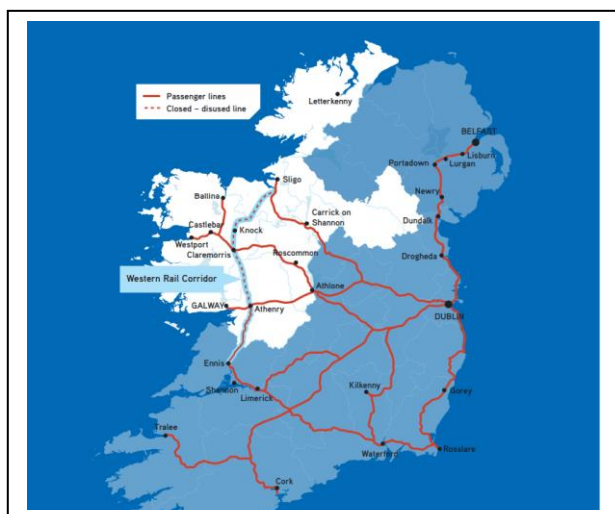 Passenger lines
Closed – disused line
Letterkenny
BELFAST
Lisburn
Lurgan
Portadown
Newry
Sligo
Ballina
Carrick on
Shannon
Dundalk
Castlebar
Knock
Westport
Claremorris
Roscommon
Drogheda
Western Rail Corridor
Athlone
GALWAY
Athenry
DUBLIN
Ennis
Shannon
Limerick
Kilkenny
Gorey
Tralee
Waterford
Rosslare
Cork